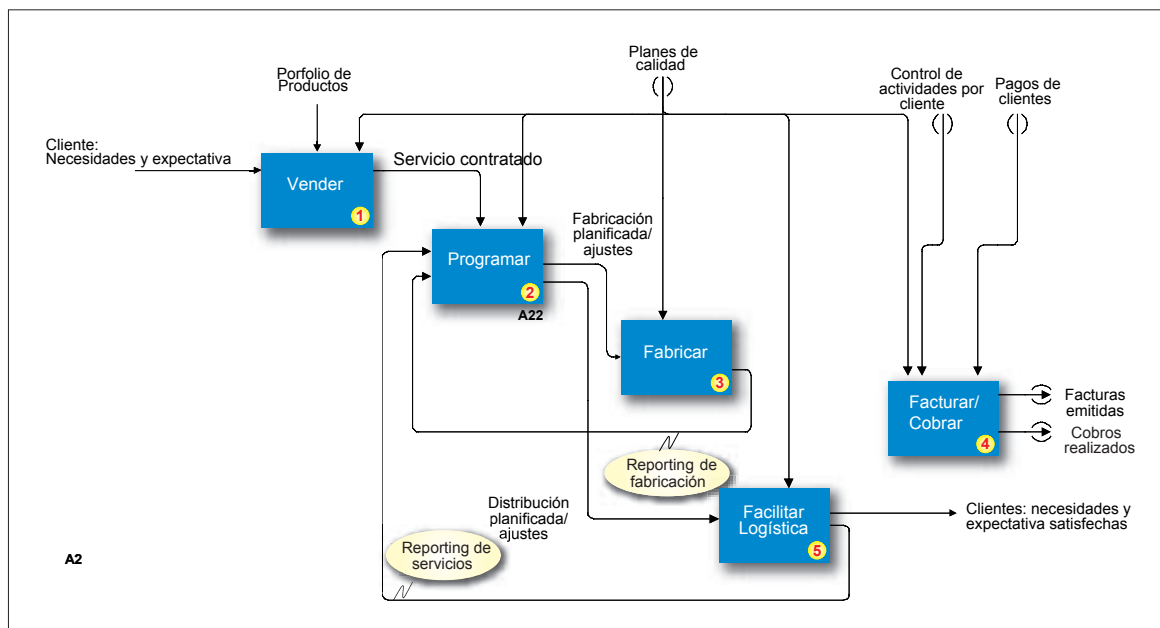 Planes de
calidad
Porfolio de
Productos
Control de
actividades por
cliente
Pagos de
clientes
Cliente:
Necesidades y expectativa
Servicio contratado
Vender
1
Fabricación
planificada/
ajustes
Programar
2
A22
Fabricar
3
Facturar/
Cobrar
4
Facturas
emitidas
Cobros
realizados
Reporting de
fabricación
Distribución
planificada/
ajustes
Facilitar
Logística
5
Clientes: necesidades y
expectativa satisfechas
Reporting de
servicios
A2